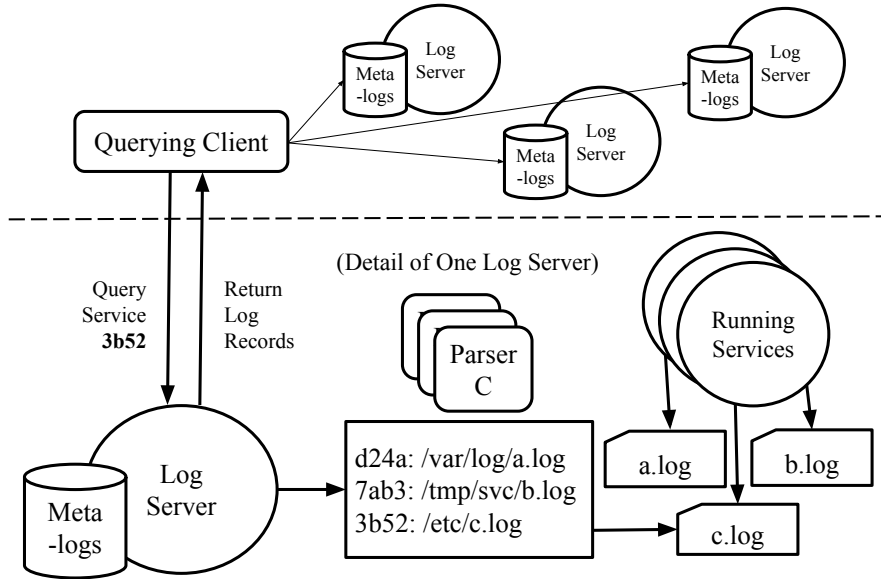 Log
Server
Meta
-logs
Log
Server
Meta
-logs
Log
Server
Meta
-logs
Querying Client
(Detail of One Log Server)
Query
Service
3b52
Return
Log
Records
Running
Services
Parser
C
Log
Server
Meta
-logs
d24a: /var/log/a.log
7ab3: /tmp/svc/b.log
3b52: /etc/c.log
a.log
b.log
c.log